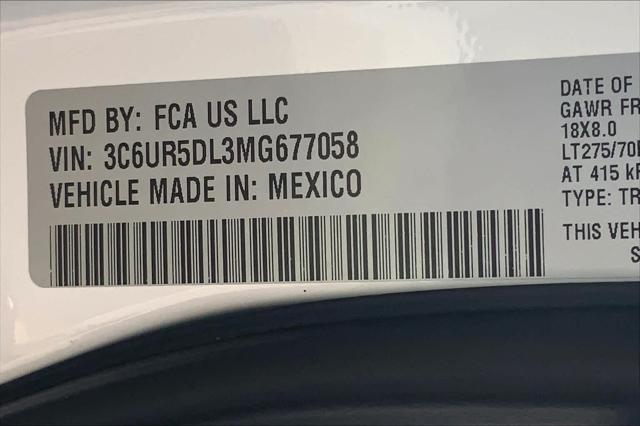 MFD BY: FCA US LLC
VIN: 3C6UR5DL3MG677058
VEHICLE MADE IN: MEXICO
DATE OF
GAWR FR
18X8.0
LT275/70
AT 415 k
TYPE: TR
THIS VEH
S